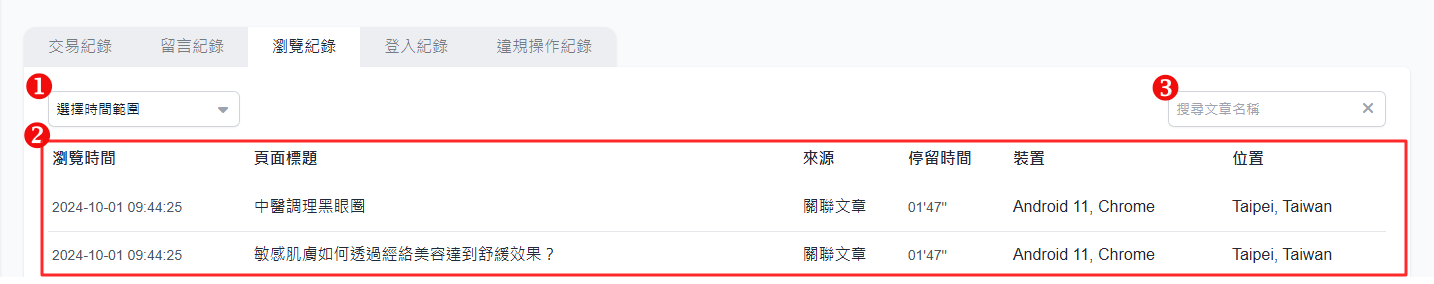 交易紀錄 留言紀錄 瀏覽紀錄 登入紀錄 違規操作紀錄
1 3
選擇時間範圍 搜尋文章名稱 ✕
2
瀏覽時間 頁面標題 來源 停留時間 裝置 位置
2024-10-01 09:44:25 中醫調理黑眼圈 關聯文章 01'47" Android 11, Chrome Taipei, Taiwan
2024-10-01 09:44:25 敏感肌膚如何透過經絡美容達到舒緩效果？ 關聯文章 01'47" Android 11, Chrome Taipei, Taiwan